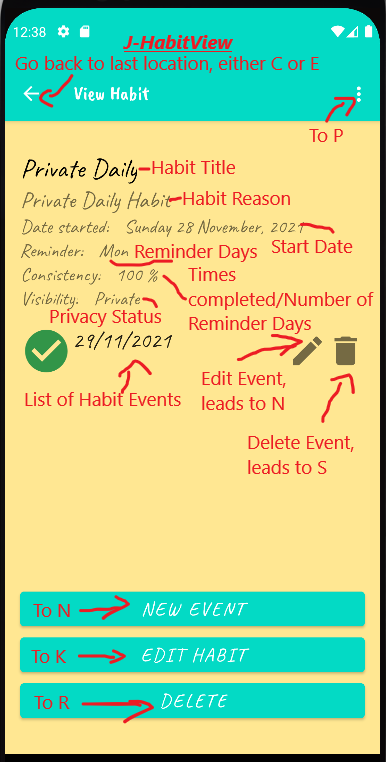 12:38
J-HabitView
Go back to last location, either C or E
View Habit
To P
Private Daily Habit Title
Private Daily Habit Habit Reason
Date started: Sunday 28 November, 2021
Start Date
Reminder: Mon Reminder Days
Consistency: 100 % Times
completed/Number of
Reminder Days
Visibility: Private
Privacy Status
29/11/2021
List of Habit Events
Edit Event,
leads to N
Delete Event,
leads to S
To N NEW EVENT
To K EDIT HABIT
To R DELETE